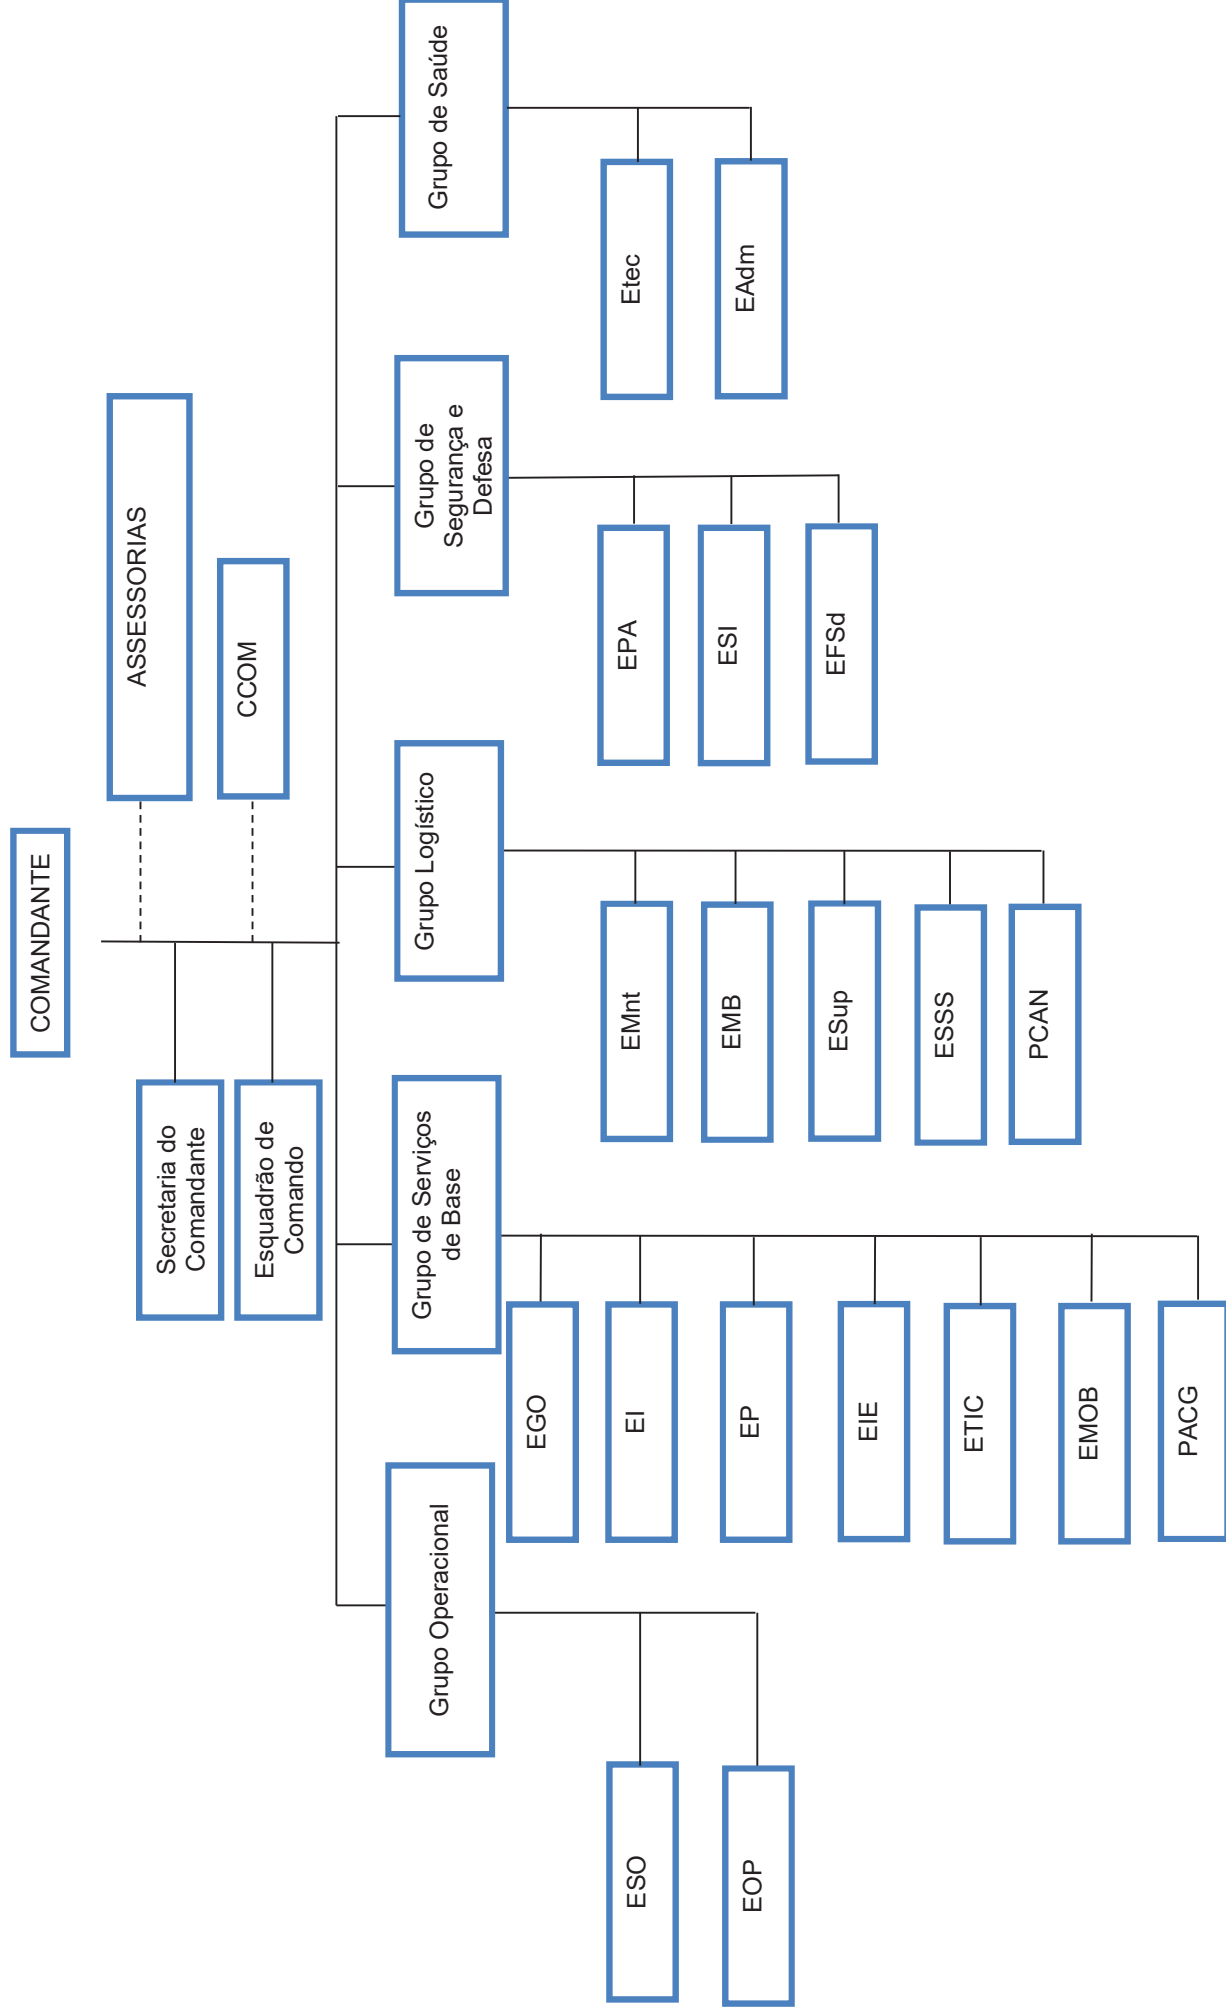 COMANDANTE
ASSESSORIAS
Secretaria do
Comandante
CCOM
Esquadrão de
Comando
Grupo Operacional
Grupo de Serviços
de Base
Grupo Logístico
Grupo de
Segurança e
Defesa
Grupo de Saúde
ESO
EOP
EGO
EI
EP
EIE
ETIC
EMOB
PACG
EMnt
EMB
ESup
ESSS
PCAN
EPA
ESI
EFSd
Etec
EAdm